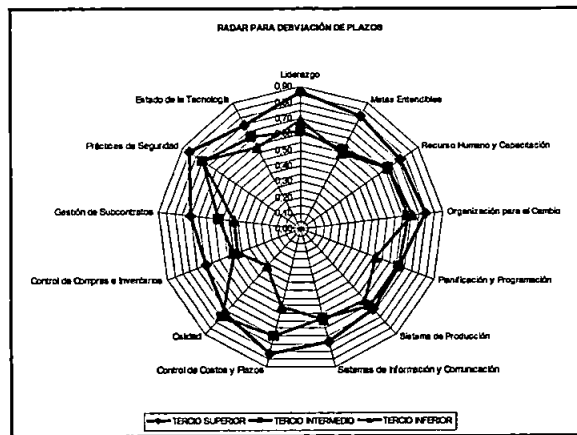 RADAR PARA DESVIACIÓN DE PLAZOS
Liderazgo
Metas Entendibles
Recurso Humano y Capacitación
Organización para el Cambio
Planificación y Programación
Sistema de Producción
Sistemas de Información y Comunicación
Control de Costos y Plazos
Calidad
Control de Compras e Inventarios
Gestión de Subcontratos
Prácticas de Seguridad
Estado de la Tecnología
0,90
0,80
0,70
0,60
0,50
0,40
0,30
0,20
0,10
0,00
TERCIO SUPERIOR TERCIO INTERMEDIO TERCIO INFERIOR